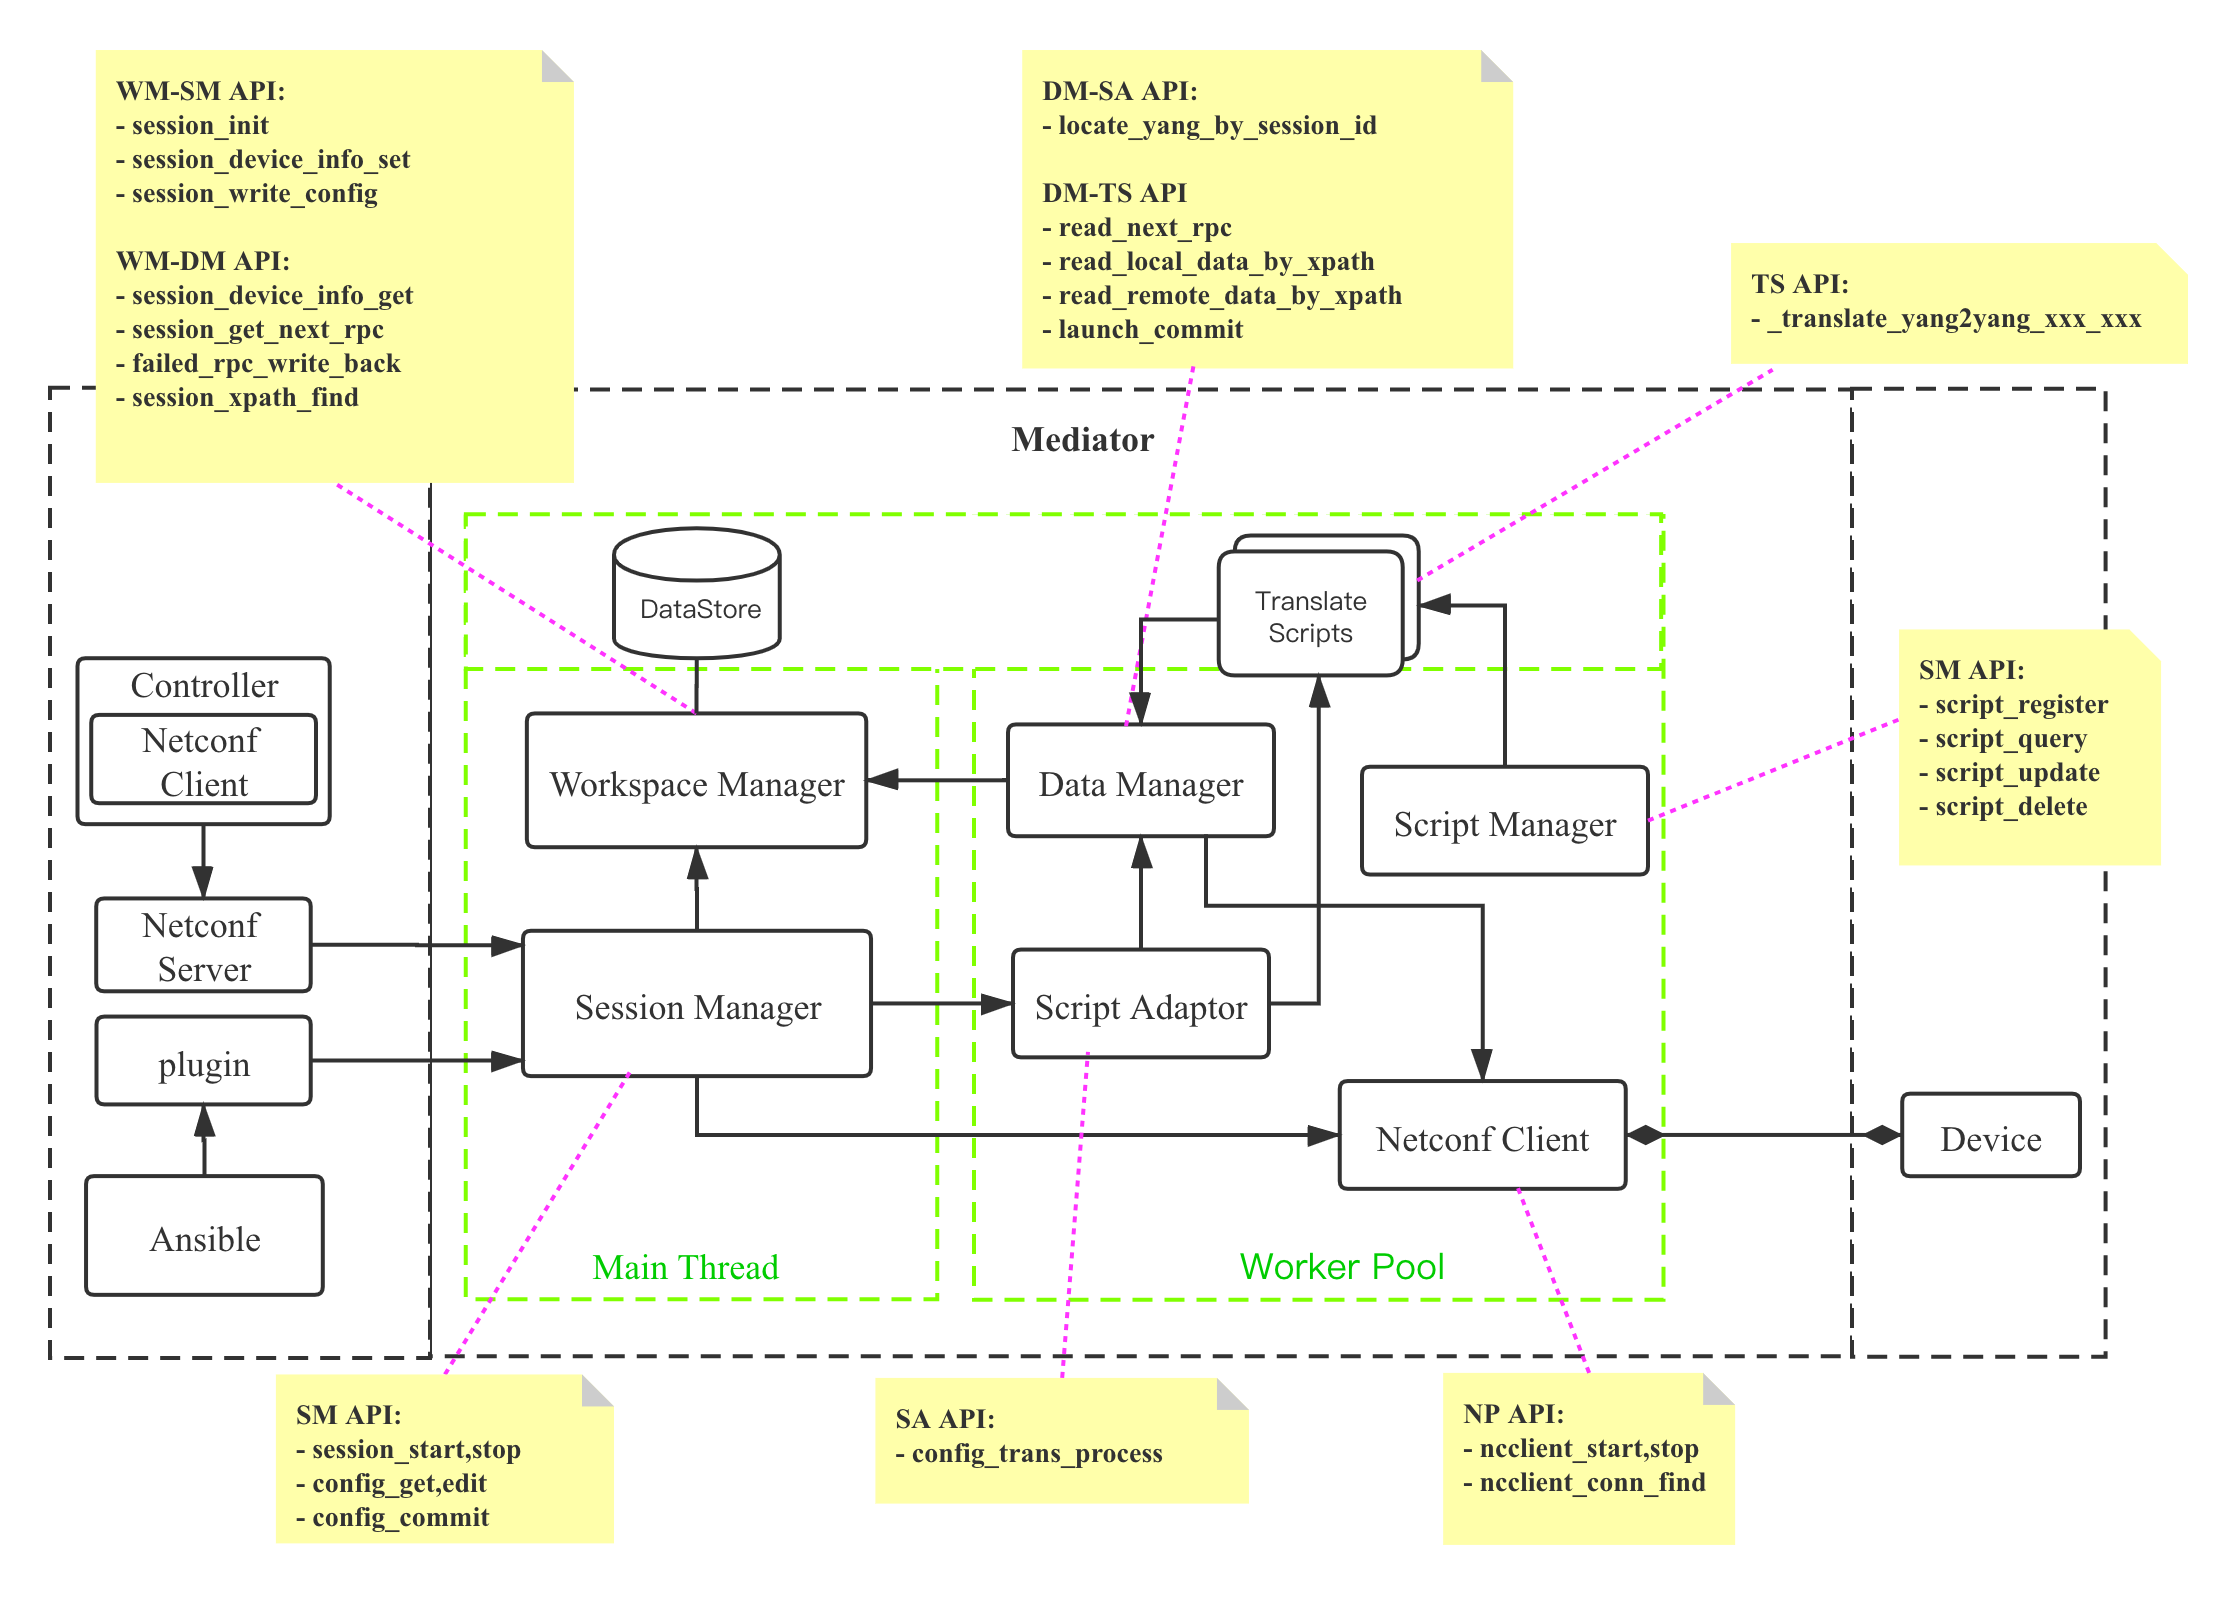 WM-SM API:
- session_init
- session_device_info_set
- session_write_config
WM-DM API:
- session_device_info_get
- session_get_next_rpc
- failed_rpc_write_back
- session_xpath_find
DM-SA API:
- locate_yang_by_session_id
DM-TS API
- read_next_rpc
- read_local_data_by_xpath
- read_remote_data_by_xpath
- launch_commit
TS API:
- _translate_yang2yang_xxx_xxx
Mediator
DataStore
Translate
Scripts
SM API:
- script_register
- script_query
- script_update
- script_delete
Controller
Netconf
Client
Workspace Manager
Data Manager
Script Manager
Netconf
Server
Session Manager
Script Adaptor
plugin
Netconf Client
Device
Ansible
Main Thread
Worker Pool
SM API:
- session_start,stop
- config_get,edit
- config_commit
SA API:
- config_trans_process
NP API:
- ncclient_start,stop
- ncclient_conn_find